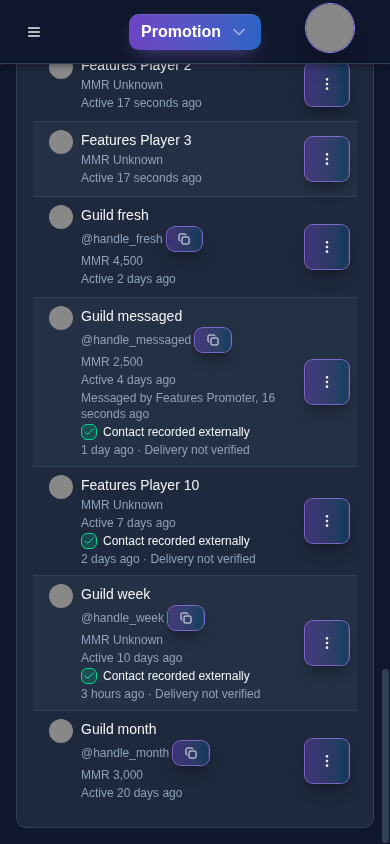 Promotion
Features Player 2
MMR Unknown
Active 17 seconds ago
Features Player 3
MMR Unknown
Active 17 seconds ago
Guild fresh
@handle_fresh
MMR 4,500
Active 2 days ago
Guild messaged
@handle_messaged
MMR 2,500
Active 4 days ago
Messaged by Features Promoter, 16
seconds ago
Contact recorded externally
1 day ago · Delivery not verified
Features Player 10
MMR Unknown
Active 7 days ago
Contact recorded externally
2 days ago · Delivery not verified
Guild week
@handle_week
MMR Unknown
Active 10 days ago
Contact recorded externally
3 hours ago · Delivery not verified
Guild month
@handle_month
MMR 3,000
Active 20 days ago